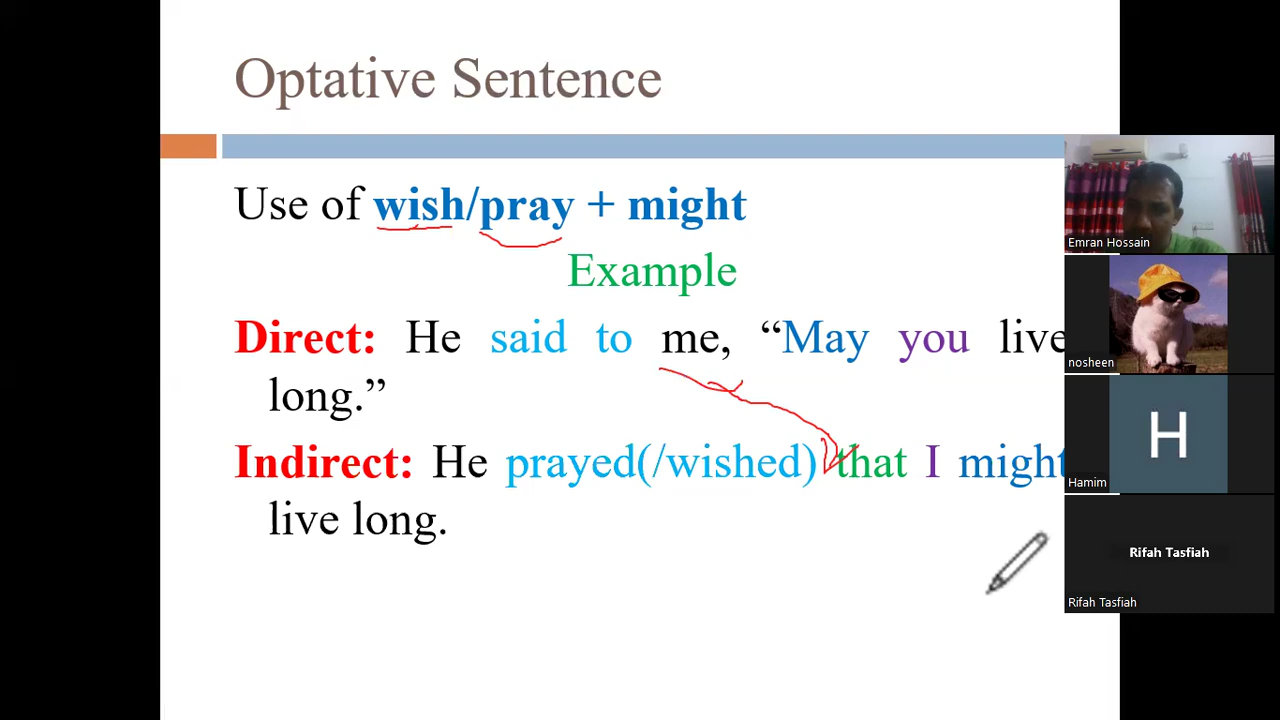 Optative Sentence
Use of wish/pray + might
Example
Direct: He said to me, “May you live
long.”
Indirect: He prayed(/wished) that I might
live long.
Emran Hossain
nosheen
H
Hamim
Rifah Tasfiah
Rifah Tasfiah